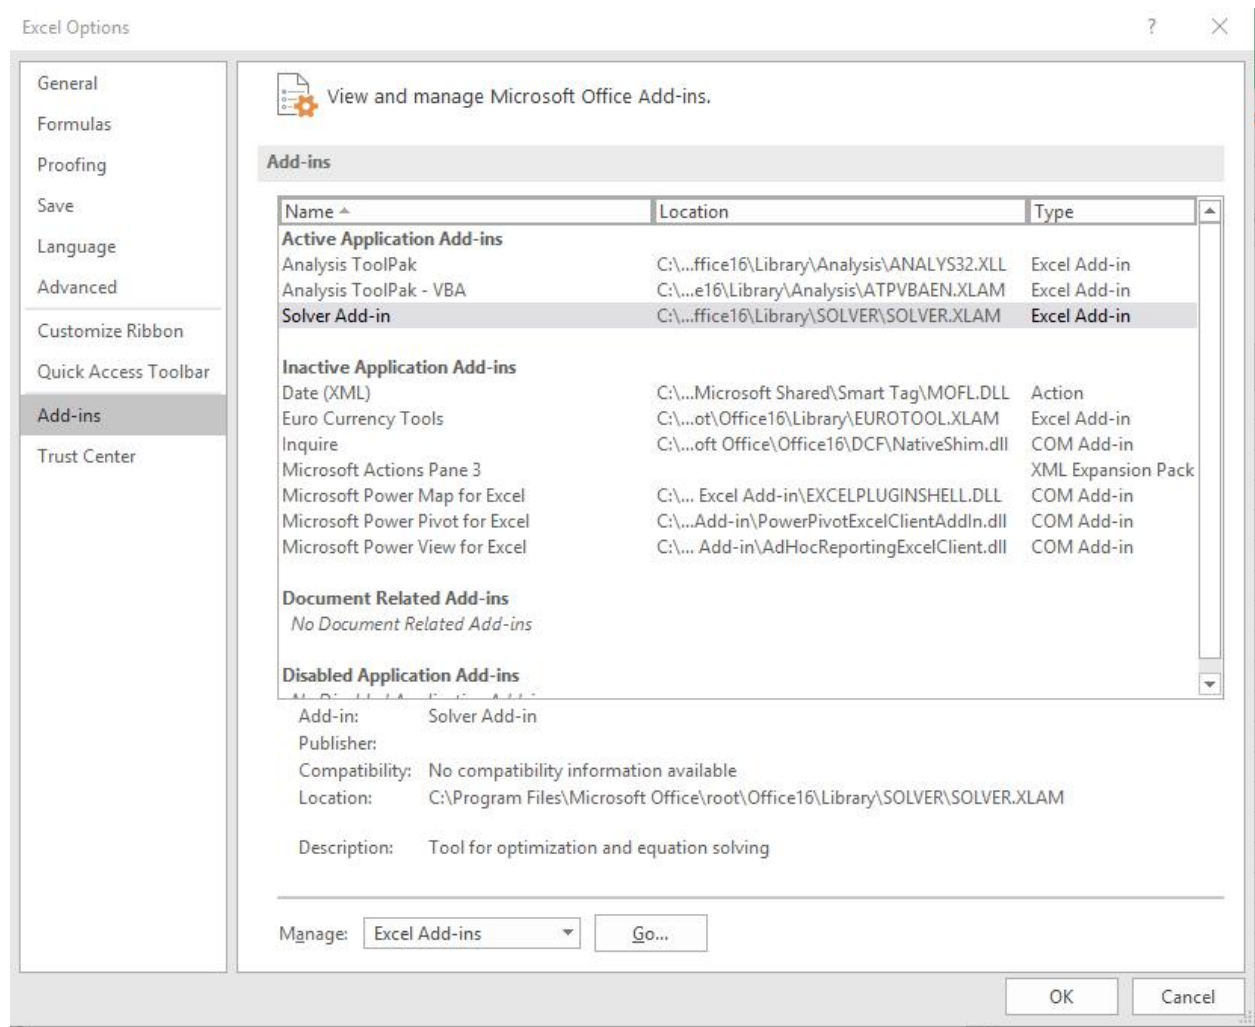 Excel Options ?
General
Formulas
Proofing
Save
Language
Advanced
Customize Ribbon
Quick Access Toolbar
Add-ins
Trust Center
View and manage Microsoft Office Add-ins.
Add-ins
Name Location Type
Active Application Add-ins
Analysis ToolPak C:\...ffice16\Library\Analysis\ANALYS32.XLL Excel Add-in
Analysis ToolPak - VBA C:\...e16\Library\Analysis\ATPVBAEN.XLAM Excel Add-in
Solver Add-in C:\...ffice16\Library\SOLVER\SOLVER.XLAM Excel Add-in
Inactive Application Add-ins
Date (XML) C:\...Microsoft Shared\Smart Tag\MOFL.DLL Action
Euro Currency Tools C:\...ot\Office16\Library\EUROTOOL.XLAM Excel Add-in
Inquire C:\...oft Office\Office16\DCF\NativeShim.dll COM Add-in
Microsoft Actions Pane 3 XML Expansion Pack
Microsoft Power Map for Excel C:\... Excel Add-in\EXCELPLUGINSHELL.DLL COM Add-in
Microsoft Power Pivot for Excel C:\...Add-in\PowerPivotExcelClientAddIn.dll COM Add-in
Microsoft Power View for Excel C:\... Add-in\AdHocReportingExcelClient.dll COM Add-in
Document Related Add-ins
No Document Related Add-ins
Disabled Application Add-ins
Add-in: Solver Add-in
Publisher:
Compatibility: No compatibility information available
Location: C:\Program Files\Microsoft Office\root\Office16\Library\SOLVER\SOLVER.XLAM
Description: Tool for optimization and equation solving
Manage: Excel Add-ins Go...
OK Cancel